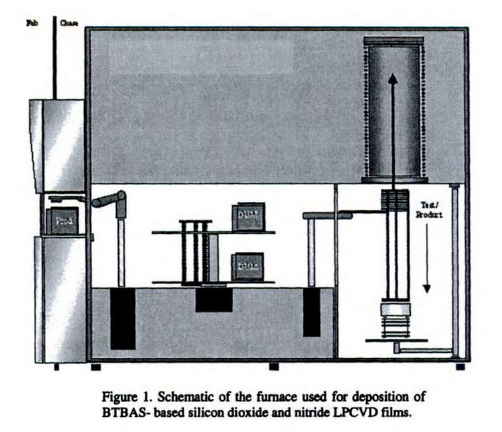 Fab Chase
Prod
Test/
Product
Figure 1. Schematic of the furnace used for deposition of
BTBAS- based silicon dioxide and nitride LPCVD films.